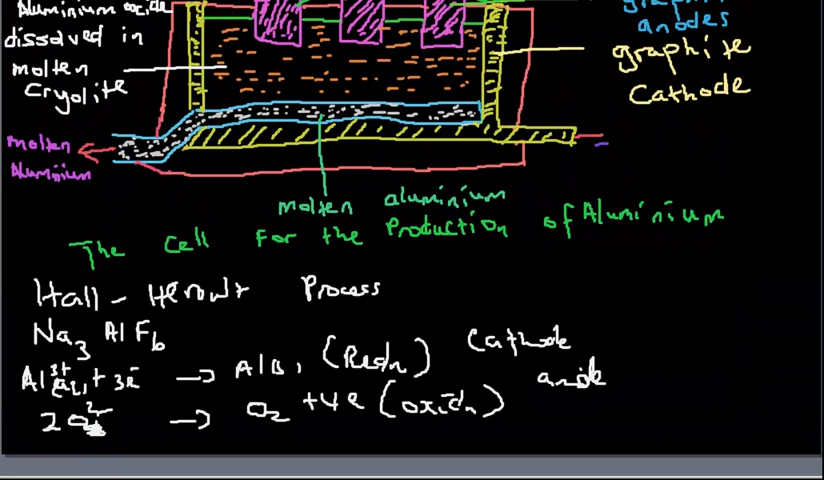 Aluminium oxide
dissolved in
molten
Cryolite
graphite
anodes
graphite
Cathode
molten
Aluminium
molten aluminium
The Cell For the Production of Aluminium
Hall - Heroult Process
Na3 AlF6
Al3+ + 3e → Al (Redn) Cathode
2O2- → O2 + 4e (oxidn) anode